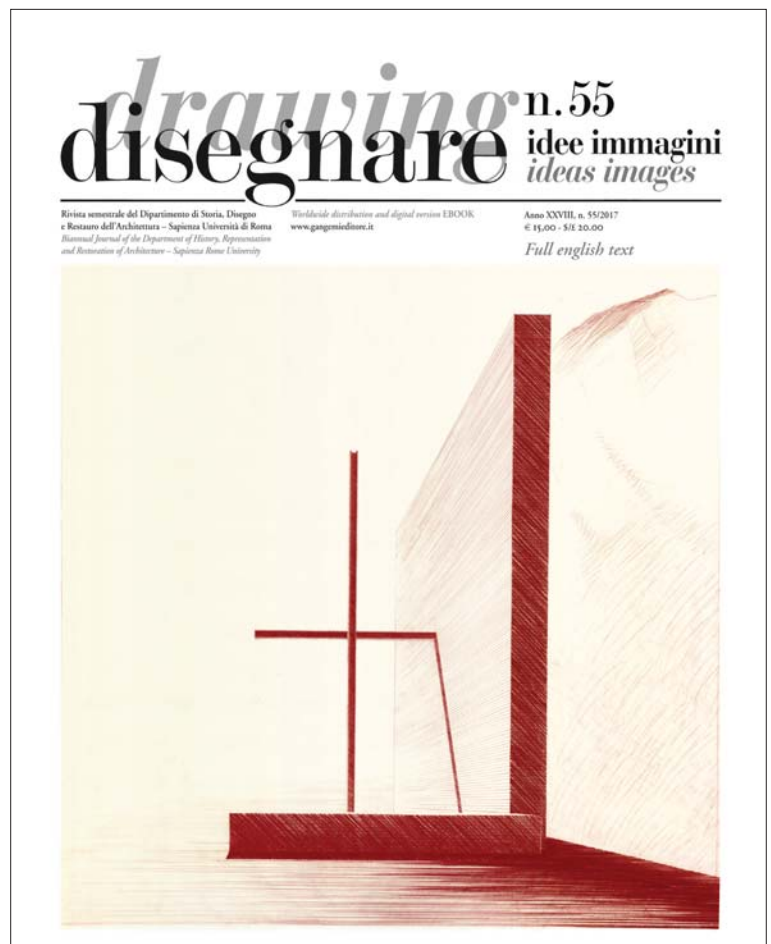 drawing
disegnare
n. 55
idee immagini
ideas images
Rivista semestrale del Dipartimento di Storia, Disegno
e Restauro dell'Architettura – Sapienza Università di Roma
Biannual Journal of the Department of History, Representation
and Restoration of Architecture – Sapienza Rome University
Worldwide distribution and digital version EBOOK
www.gangemieditore.it
Anno XXVIII, n. 55/2017
€ 15,00 - $/£ 20.00
Full english text